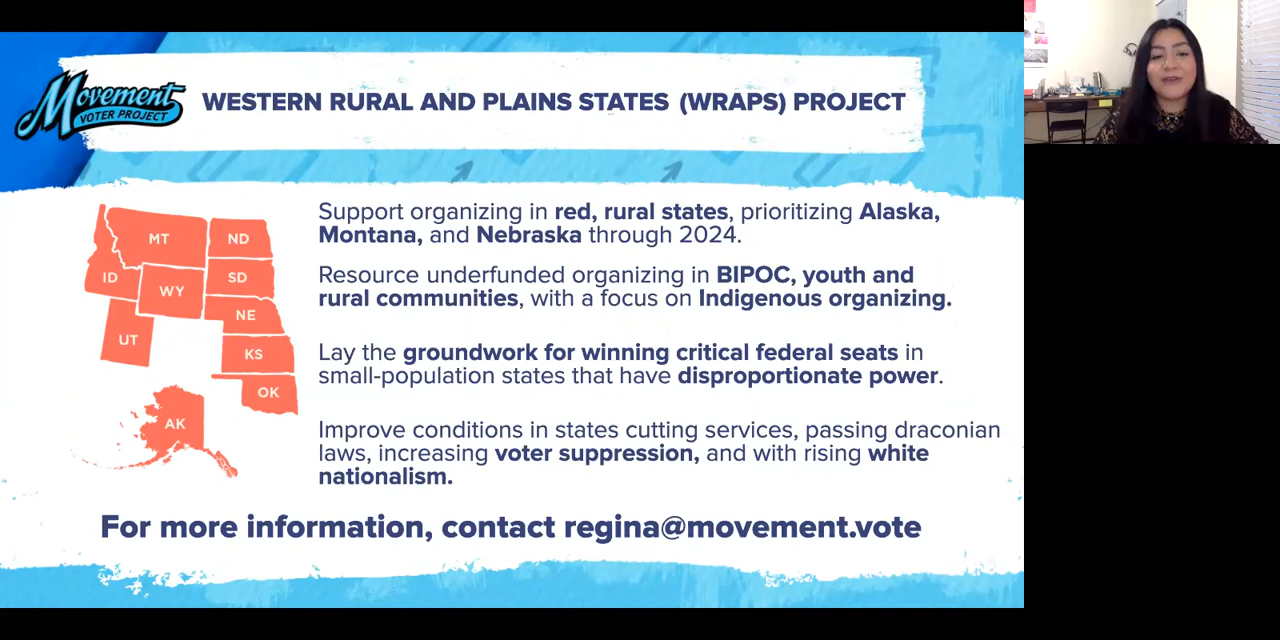 Movement
VOTER PROJECT
WESTERN RURAL AND PLAINS STATES (WRAPS) PROJECT
MT
ND
ID
WY
SD
NE
UT
KS
OK
AK
Support organizing in red, rural states, prioritizing Alaska,
Montana, and Nebraska through 2024.
Resource underfunded organizing in BIPOC, youth and
rural communities, with a focus on Indigenous organizing.
Lay the groundwork for winning critical federal seats in
small-population states that have disproportionate power.
Improve conditions in states cutting services, passing draconian
laws, increasing voter suppression, and with rising white
nationalism.
For more information, contact regina@movement.vote